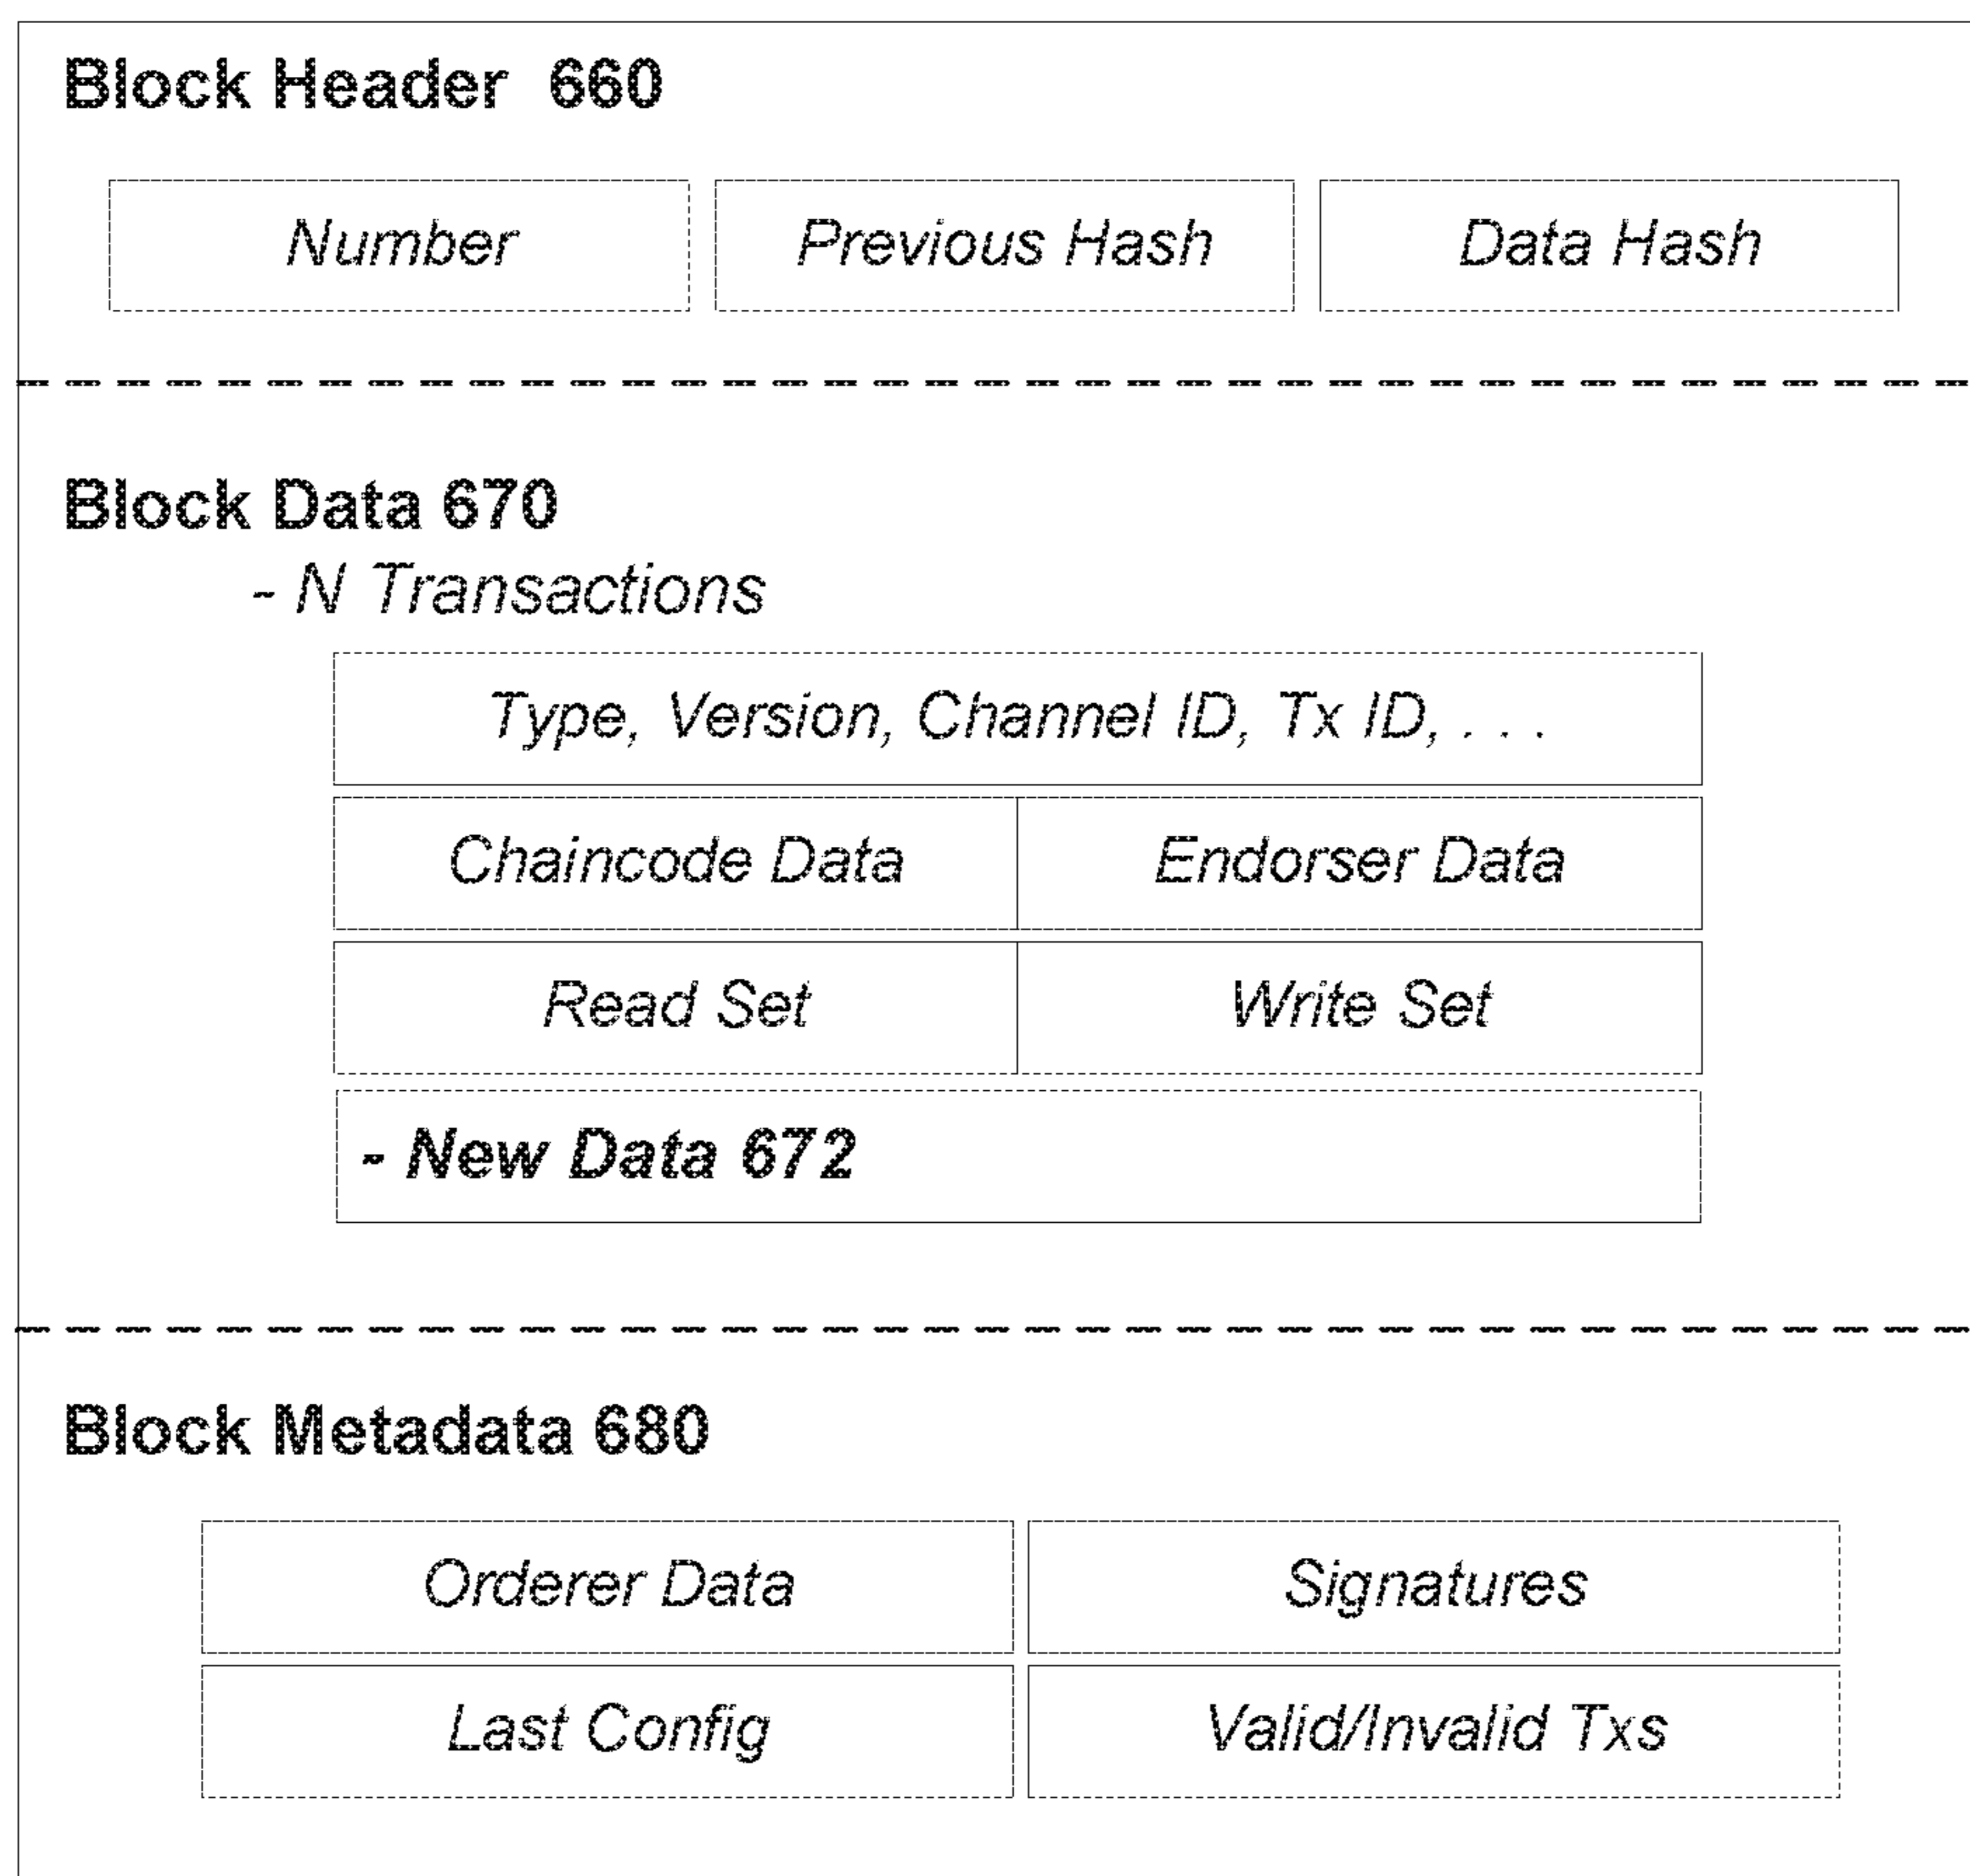 Block Header 660
Number Previous Hash Data Hash
Block Data 670
- N Transactions
Type, Version, Channel ID, Tx ID, . . .
Chaincode Data Endorser Data
Read Set Write Set
- New Data 672
Block Metadata 680
Orderer Data Signatures
Last Config Valid/Invalid Txs